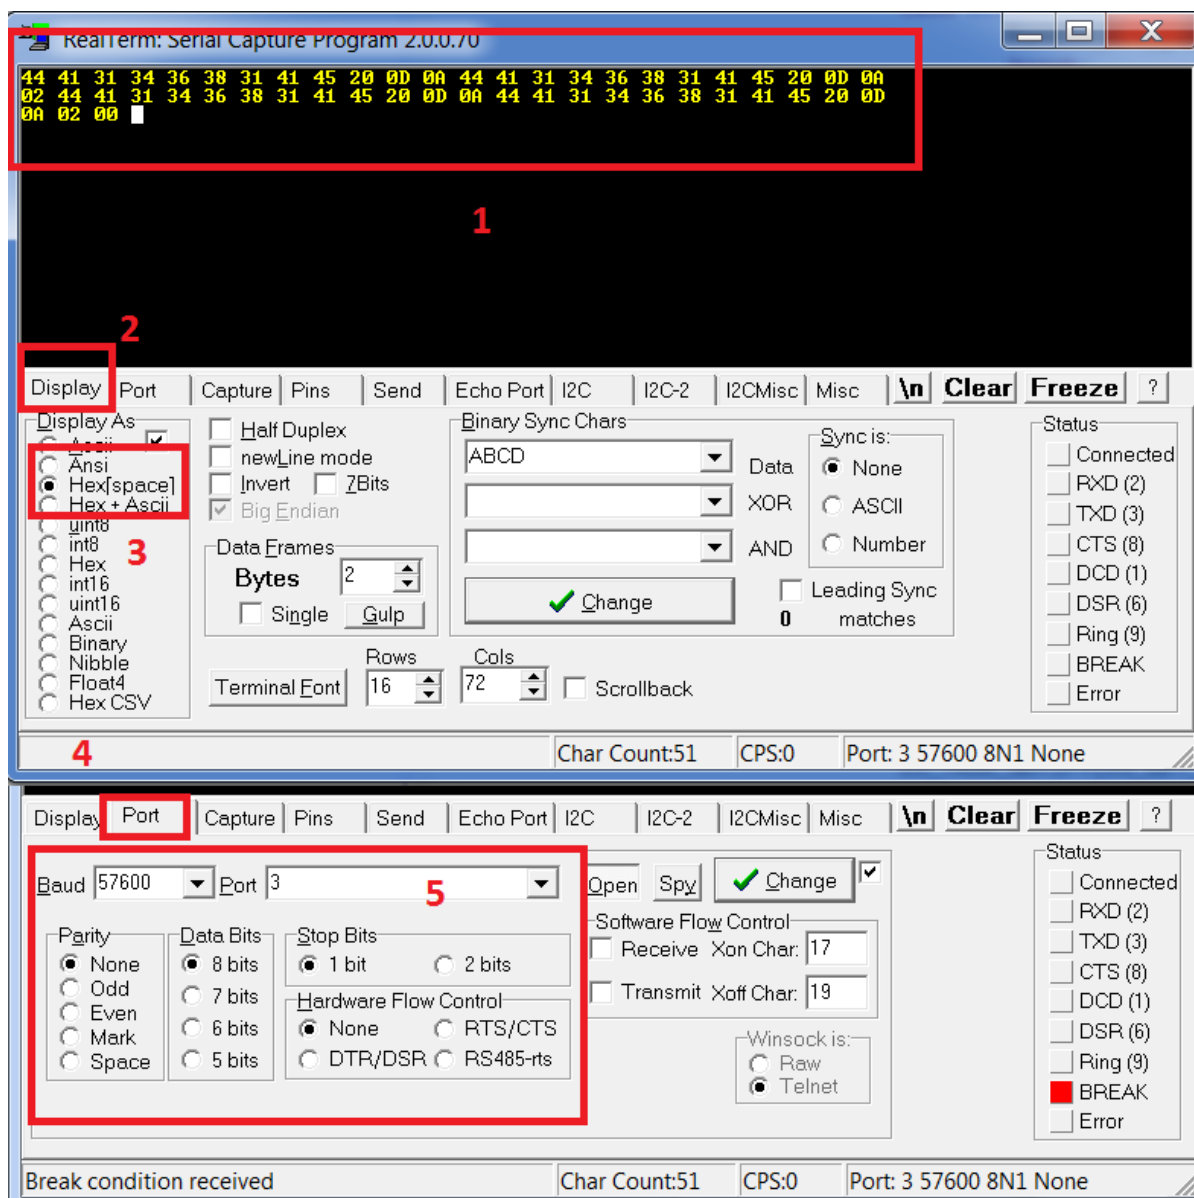 RealTerm: Serial Capture Program 2.0.0.70
44 41 31 34 36 38 31 41 45 20 0D 0A 44 41 31 34 36 38 31 41 45 20 0D 0A
02 44 41 31 34 36 38 31 41 45 20 0D 0A 44 41 31 34 36 38 31 41 45 20 0D
0A 02 00
1
2
Display Port Capture Pins Send Echo Port I2C I2C-2 I2CMisc Misc \n Clear Freeze ?
Display As
Ascii
Ansi
Hex[space]
Hex + Ascii
uint8
int8
Hex
int16
uint16
Ascii
Binary
Nibble
Float4
Hex CSV
3
Half Duplex
newLine mode
Invert 7Bits
Big Endian
Data Frames
Bytes 2
Single Gulp
Rows Cols
Terminal Font 16 72 Scrollback
Binary Sync Chars
ABCD Data
XOR
AND
Change
Sync is:
None
ASCII
Number
Leading Sync
0 matches
Status
Connected
RXD (2)
TXD (3)
CTS (8)
DCD (1)
DSR (6)
Ring (9)
BREAK
Error
4
Char Count:51 CPS:0 Port: 3 57600 8N1 None
Display Port Capture Pins Send Echo Port I2C I2C-2 I2CMisc Misc \n Clear Freeze ?
Baud 57600 Port 3
5
Open Spy Change
Parity
None
Odd
Even
Mark
Space
Data Bits
8 bits
7 bits
6 bits
5 bits
Stop Bits
1 bit 2 bits
Hardware Flow Control
None RTS/CTS
DTR/DSR RS485-rts
Software Flow Control
Receive Xon Char: 17
Transmit Xoff Char: 19
Winsock is:
Raw
Telnet
Status
Connected
RXD (2)
TXD (3)
CTS (8)
DCD (1)
DSR (6)
Ring (9)
BREAK
Error
Break condition received Char Count:51 CPS:0 Port: 3 57600 8N1 None